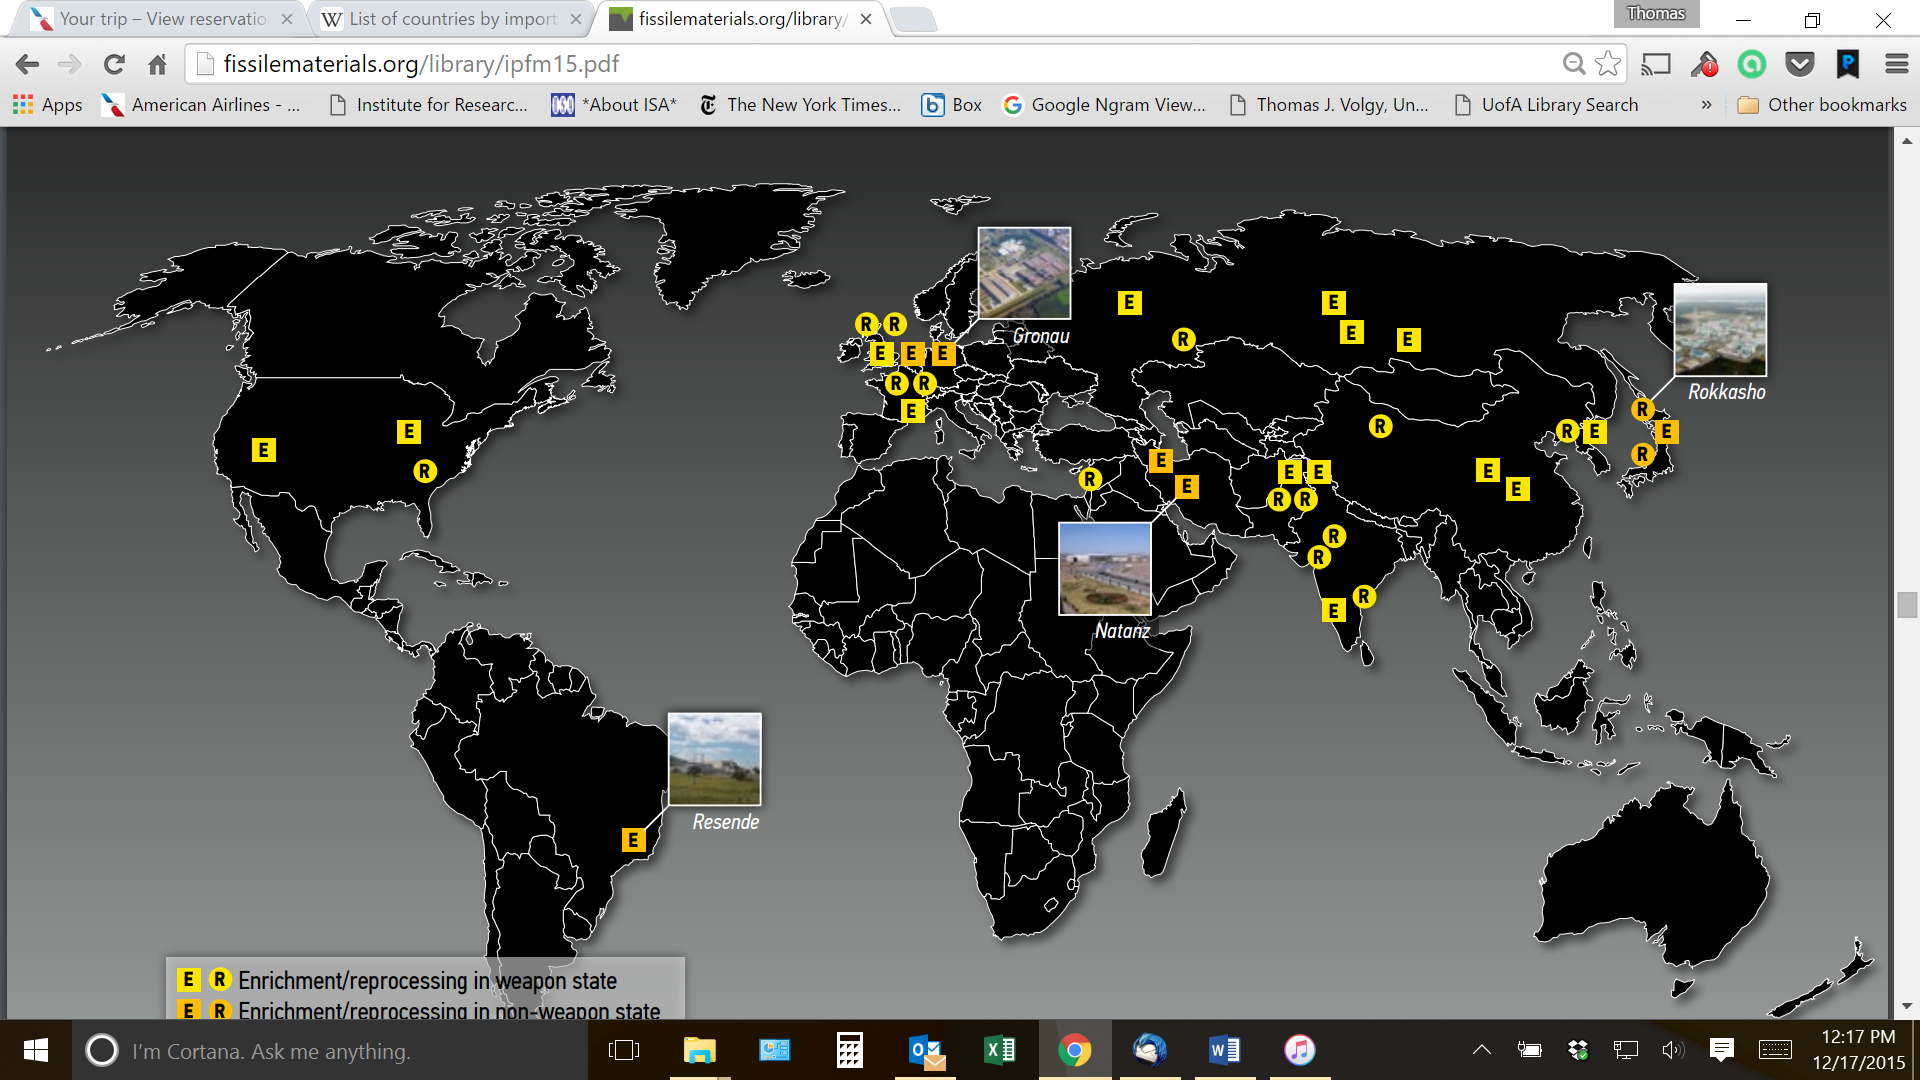 Thomas
Your trip – View reservatio
List of countries by import
fissilematerials.org/library/
fissilematerials.org/library/ipfm15.pdf
Apps
American Airlines - ...
Institute for Researc...
*About ISA*
The New York Times...
Box
Google Ngram View...
Thomas J. Volgy, Un...
UofA Library Search
»
Other bookmarks
E E
R
R R
Gronau
E R E E E
Rokkasho
R R
E E E
R R
E
E E R
E
R E
R
E
R
E E
E E
R R
R
R
R
E
R
E E
Natanz
Resende
E
E R Enrichment/reprocessing in weapon state
E R Enrichment/reprocessing in non-weapon state
I'm Cortana. Ask me anything.
12:17 PM
12/17/2015